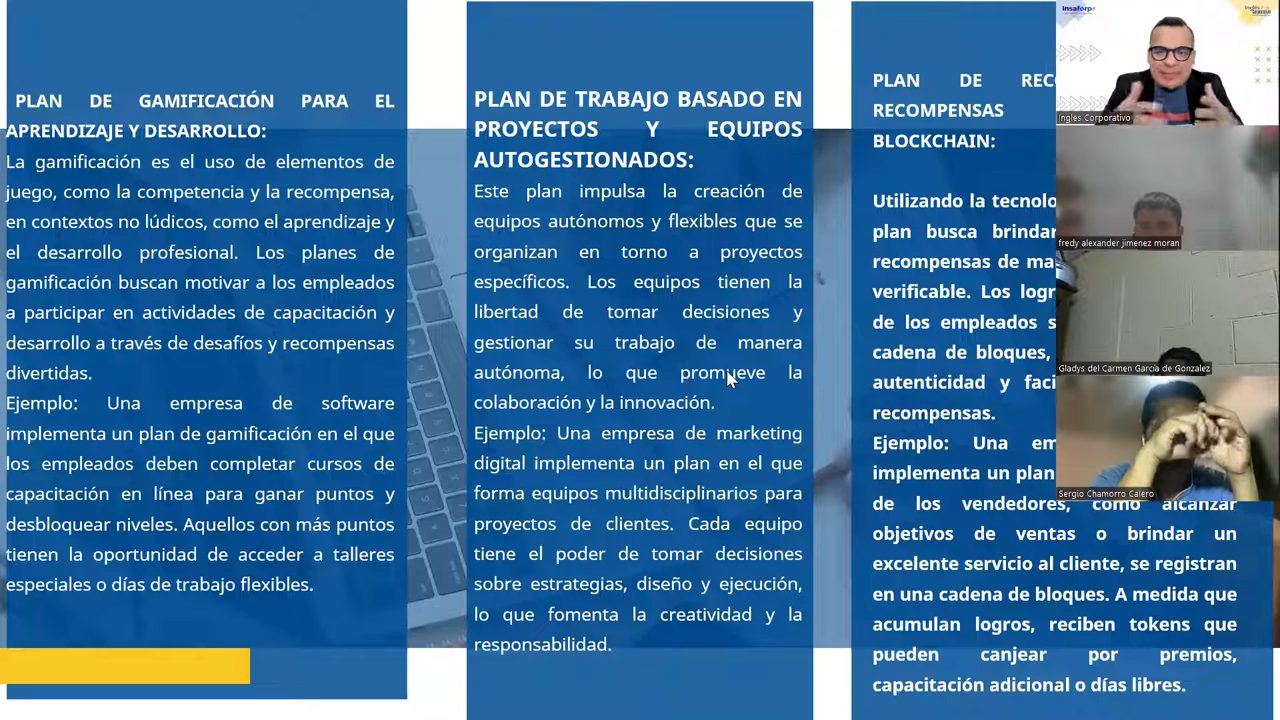 PLAN DE GAMIFICACIÓN PARA EL
APRENDIZAJE Y DESARROLLO:
La gamificación es el uso de elementos de
juego, como la competencia y la recompensa,
en contextos no lúdicos, como el aprendizaje y
el desarrollo profesional. Los planes de
gamificación buscan motivar a los empleados
a participar en actividades de capacitación y
desarrollo a través de desafíos y recompensas
divertidas.
Ejemplo: Una empresa de software
implementa un plan de gamificación en el que
los empleados deben completar cursos de
capacitación en línea para ganar puntos y
desbloquear niveles. Aquellos con más puntos
tienen la oportunidad de acceder a talleres
especiales o días de trabajo flexibles.
PLAN DE TRABAJO BASADO EN
PROYECTOS Y EQUIPOS
AUTOGESTIONADOS:
Este plan impulsa la creación de
equipos autónomos y flexibles que se
organizan en torno a proyectos
específicos. Los equipos tienen la
libertad de tomar decisiones y
gestionar su trabajo de manera
autónoma, lo que promueve la
colaboración y la innovación.
Ejemplo: Una empresa de marketing
digital implementa un plan en el que
forma equipos multidisciplinarios para
proyectos de clientes. Cada equipo
tiene el poder de tomar decisiones
sobre estrategias, diseño y ejecución,
lo que fomenta la creatividad y la
responsabilidad.
PLAN DE
RECOMPENSAS
BLOCKCHAIN:
Utilizando la
plan busca
recompensas de
verificable. Los
de los empleados
cadena de bloques,
autenticidad y
recompensas.
Ejemplo: Una
implementa un plan
de los vendedores, como alcanzar
objetivos de ventas o brindar un
excelente servicio al cliente, se registran
en una cadena de bloques. A medida que
acumulan logros, reciben tokens que
pueden canjear por premios,
capacitación adicional o días libres.
insaforp
Ingles Corporativo
fredy alexander jimenez moran
Gladys del Carmen García de Gonzalez
Sergio Chamorro Calero